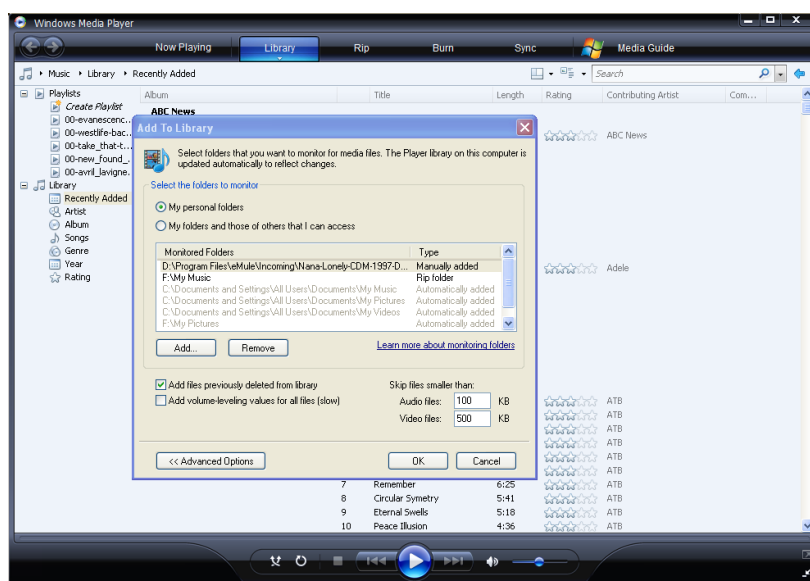 Windows Media Player
Now Playing Library Rip Burn Sync Media Guide
Music Library Recently Added Search
Playlists
Create Playlist
00-evanescenc...
00-westlife-bac...
00-take_that-t...
00-new_found_...
00-avril_lavigne...
Library
Recently Added
Artist
Album
Songs
Genre
Year
Rating
Album Title Length Rating Contributing Artist Com...
ABC News
ABC News
Adele
Add To Library
Select folders that you want to monitor for media files. The Player library on this computer is
updated automatically to reflect changes.
Select the folders to monitor
My personal folders
My folders and those of others that I can access
Monitored Folders Type
D:\Program Files\eMule\Incoming\Nana-Lonely-CDM-1997-D... Manually added
F:\My Music Rip folder
C:\Documents and Settings\All Users\Documents\My Music Automatically added
C:\Documents and Settings\All Users\Documents\My Pictures Automatically added
C:\Documents and Settings\All Users\Documents\My Videos Automatically added
F:\My Pictures Automatically added
Add... Remove Learn more about monitoring folders
Add files previously deleted from library Skip files smaller than:
Add volume-leveling values for all files (slow) Audio files: 100 KB
Video files: 500 KB
<< Advanced Options OK Cancel
ATB
ATB
ATB
ATB
ATB
ATB
7 Remember 6:25 ATB
8 Circular Symetry 5:41 ATB
9 Eternal Swells 5:18 ATB
10 Peace Illusion 4:36 ATB